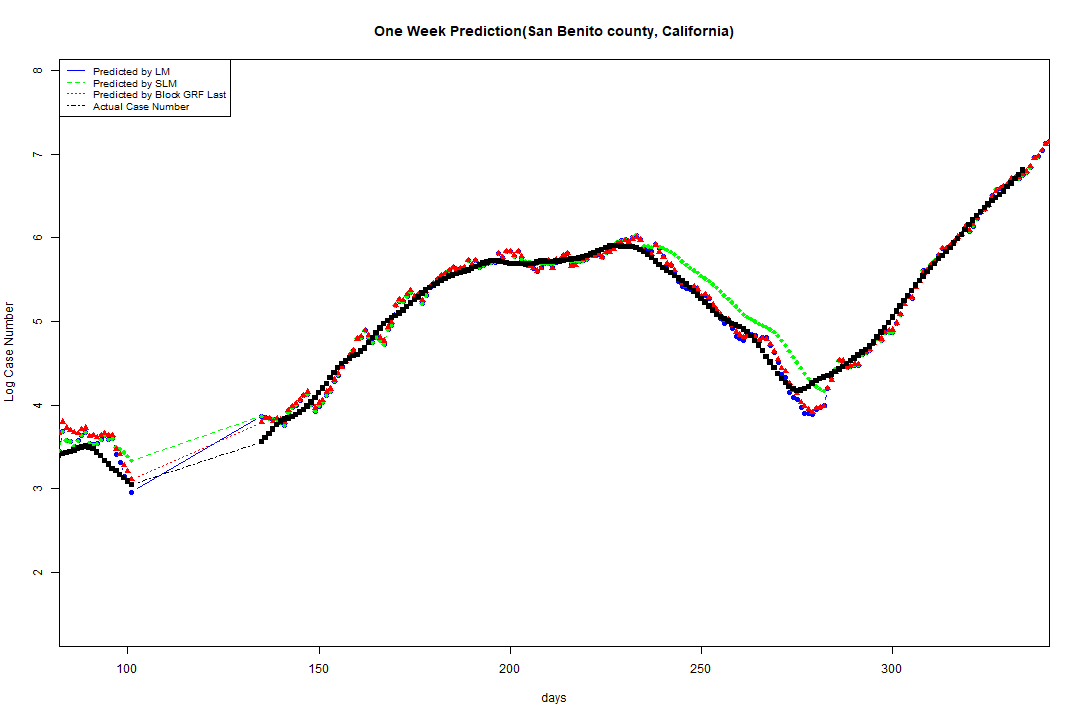 One Week Prediction(San Benito county, California)
Predicted by LM
Predicted by SLM
Predicted by Block GRF Last
Actual Case Number
8
7
6
5
4
3
2
Log Case Number
100 150 200 250 300
days